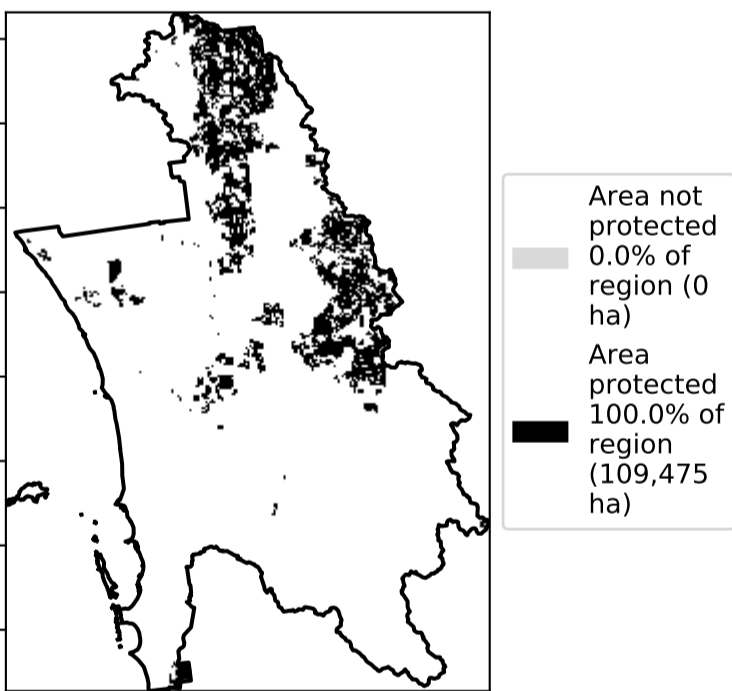 Area not
protected
0.0% of
region (0
ha)
Area
protected
100.0% of
region
(109,475
ha)